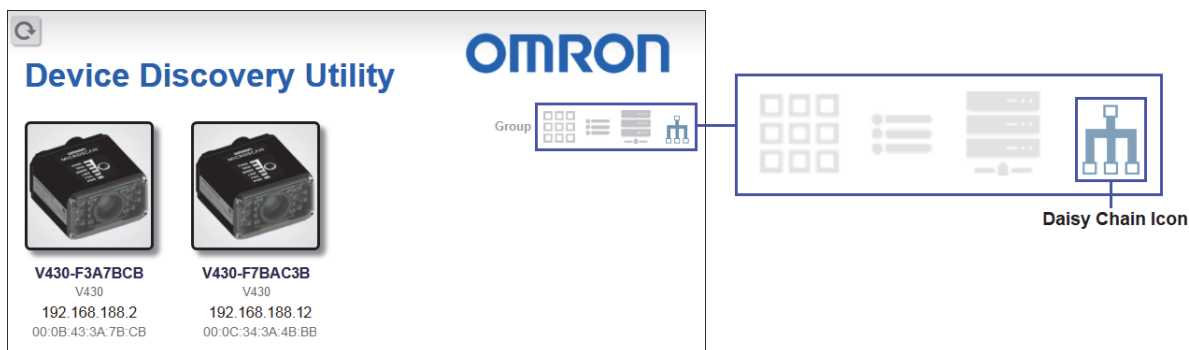 OMRON
Device Discovery Utility
Group
Daisy Chain Icon
V430-F3A7BCB
V430
192.168.188.2
00:0B:43:3A:7B:CB
V430-F7BAC3B
V430
192.168.188.12
00:0C:34:3A:4B:BB